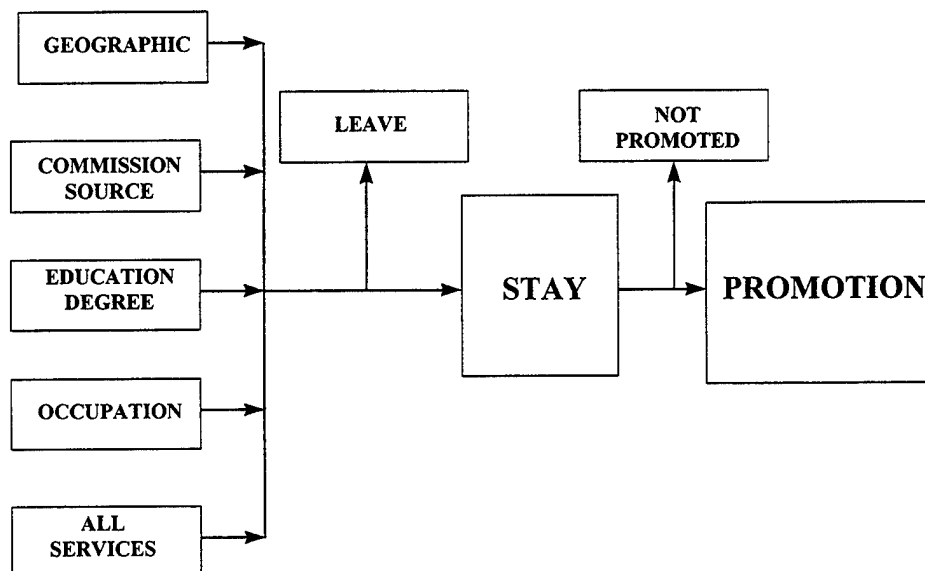 GEOGRAPHIC
COMMISSION
SOURCE
EDUCATION
DEGREE
OCCUPATION
ALL
SERVICES
LEAVE
STAY
NOT
PROMOTED
PROMOTION